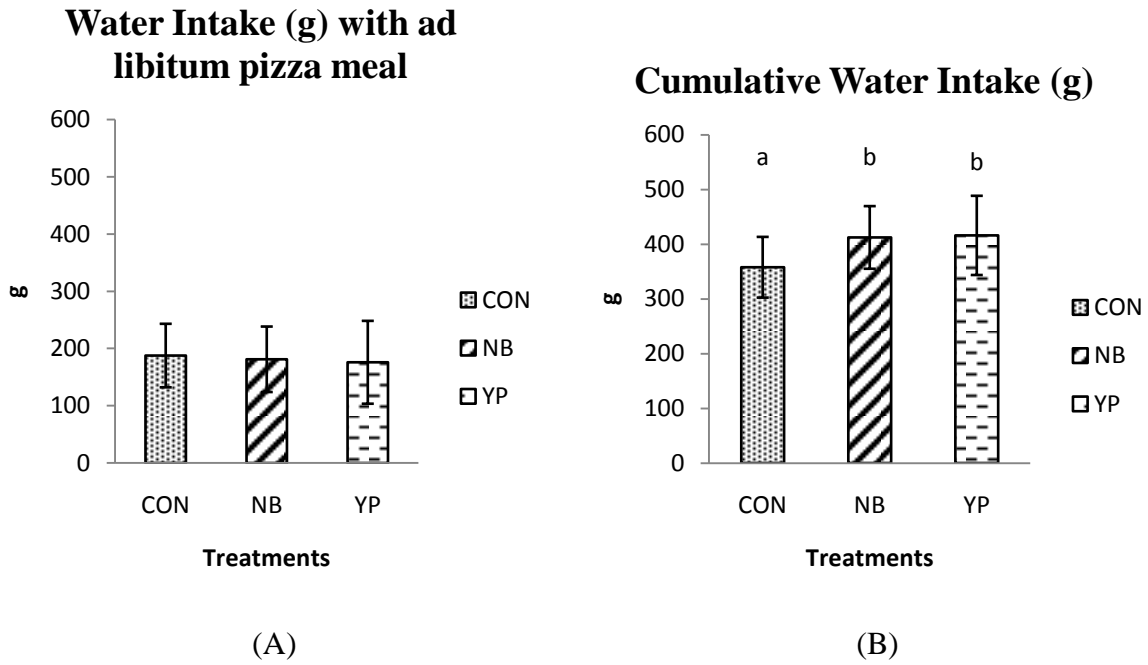 Water Intake (g) with ad
libitum pizza meal
600
500
400
300
200
100
0
g
CON
NB
YP
Treatments
CON
NB
YP
(A)
Cumulative Water Intake (g)
600
500
400
300
200
100
0
g
a
b
b
CON
NB
YP
Treatments
CON
NB
YP
(B)